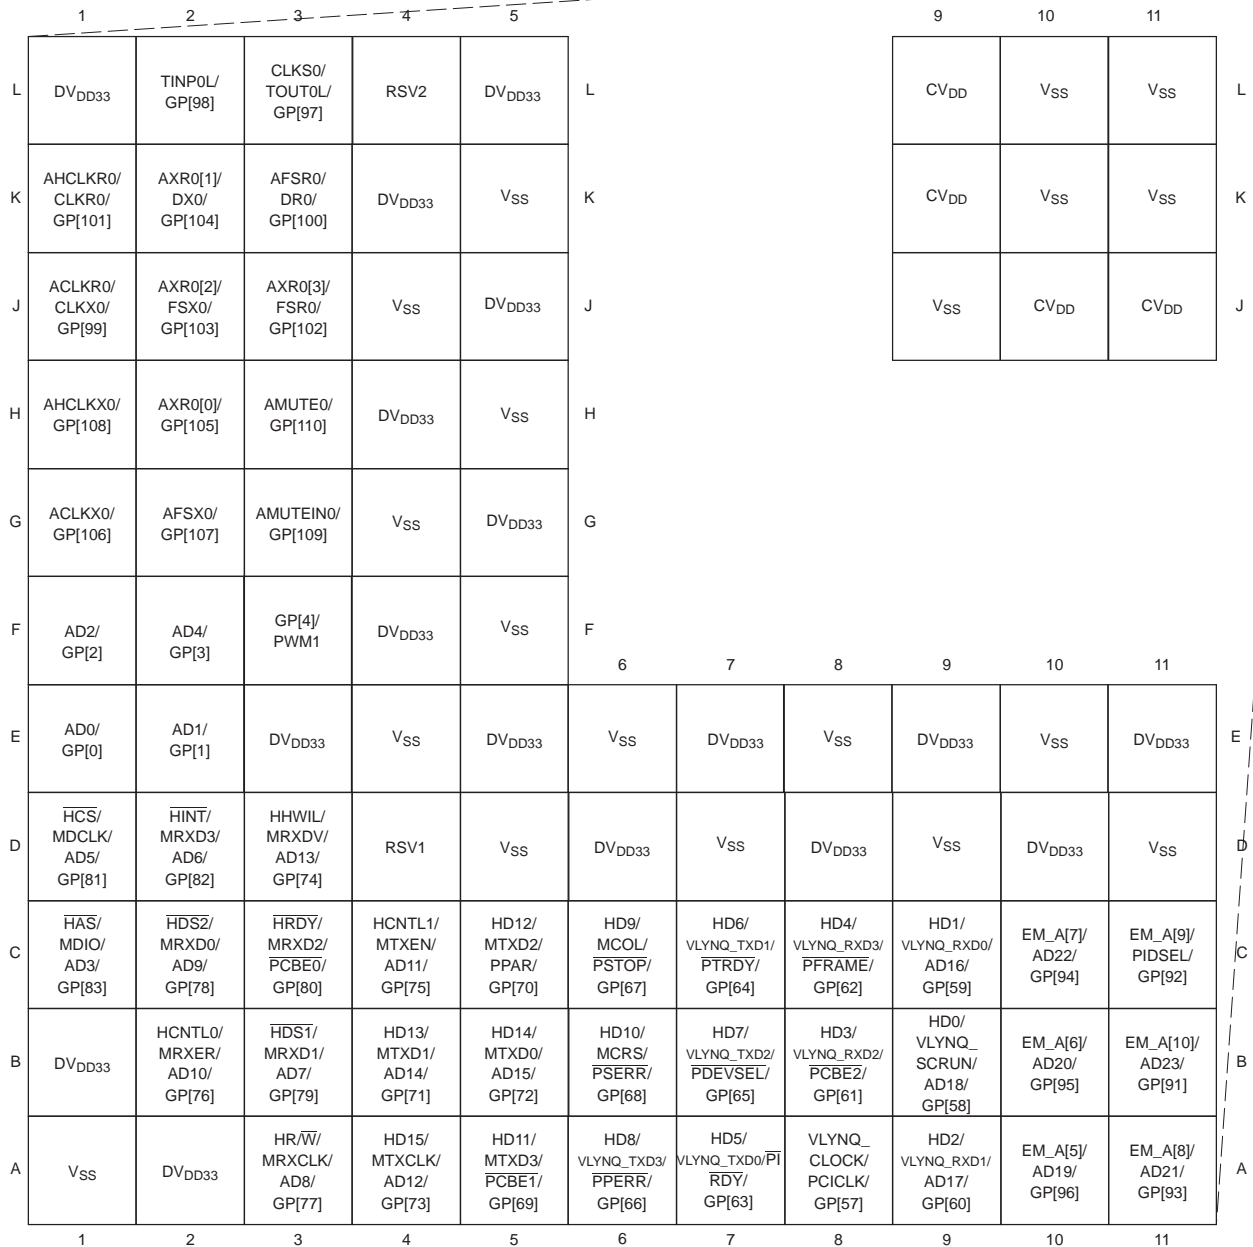 1 2 3 4 5 9 10 11
L DVDD33 TINP0L/ GP[98] CLKS0/ TOUT0L/ GP[97] RSV2 DVDD33 L CVDD VSS VSS L
K AHCLKR0/ CLKR0/ GP[101] AXR0[1]/ DX0/ GP[104] AFSR0/ DR0/ GP[100] DVDD33 VSS K CVDD VSS VSS K
J ACLKR0/ CLKX0/ GP[99] AXR0[2]/ FSX0/ GP[103] AXR0[3]/ FSR0/ GP[102] VSS DVDD33 J VSS CVDD CVDD J
H AHCLKX0/ GP[108] AXR0[0]/ GP[105] AMUTE0/ GP[110] DVDD33 VSS H
G ACLKX0/ GP[106] AFSX0/ GP[107] AMUTEIN0/ GP[109] VSS DVDD33 G
F AD2/ GP[2] AD4/ GP[3] GP[4]/ PWM1 DVDD33 VSS F
6 7 8 9 10 11
E AD0/ GP[0] AD1/ GP[1] DVDD33 VSS DVDD33 VSS DVDD33 VSS DVDD33 VSS DVDD33 E
D HCS/ MDCLK/ AD5/ GP[81] HINT/ MRXD3/ AD6/ GP[82] HHWIL/ MRXDV/ AD13/ GP[74] RSV1 VSS DVDD33 VSS DVDD33 VSS DVDD33 VSS D
C HAS/ MDIO/ AD3/ GP[83] HDS2/ MRXD0/ AD9/ GP[78] HRDY/ MRXD2/ PCBE0/ GP[80] HCNTL1/ MTXEN/ AD11/ GP[75] HD12/ MTXD2/ PPAR/ GP[70] HD9/ MCOL/ PSTOP/ GP[67] HD6/ VLYNQ_TXD1/ PTRDY/ GP[64] HD4/ VLYNQ_RXD3/ PFRAME/ GP[62] HD1/ VLYNQ_RXD0/ AD16/ GP[59] EM_A[7]/ AD22/ GP[94] EM_A[9]/ PIDSEL/ GP[92] C
B DVDD33 HCNTL0/ MRXER/ AD10/ GP[76] HDS1/ MRXD1/ AD7/ GP[79] HD13/ MTXD1/ AD14/ GP[71] HD14/ MTXD0/ AD15/ GP[72] HD10/ MCRS/ PSERR/ GP[68] HD7/ VLYNQ_TXD2/ PDEVSEL/ GP[65] HD3/ VLYNQ_RXD2/ PCBE2/ GP[61] HD0/ VLYNQ_ SCRUN/ AD18/ GP[58] EM_A[6]/ AD20/ GP[95] EM_A[10]/ AD23/ GP[91] B
A VSS DVDD33 HR/W/ MRXCLK/ AD8/ GP[77] HD15/ MTXCLK/ AD12/ GP[73] HD11/ MTXD3/ PCBE1/ GP[69] HD8/ VLYNQ_TXD3/ PPERR/ GP[66] HD5/ VLYNQ_TXD0/PI RDY/ GP[63] VLYNQ_ CLOCK/ PCICLK/ GP[57] HD2/ VLYNQ_RXD1/ AD17/ GP[60] EM_A[5]/ AD19/ GP[96] EM_A[8]/ AD21/ GP[93] A
1 2 3 4 5 6 7 8 9 10 11